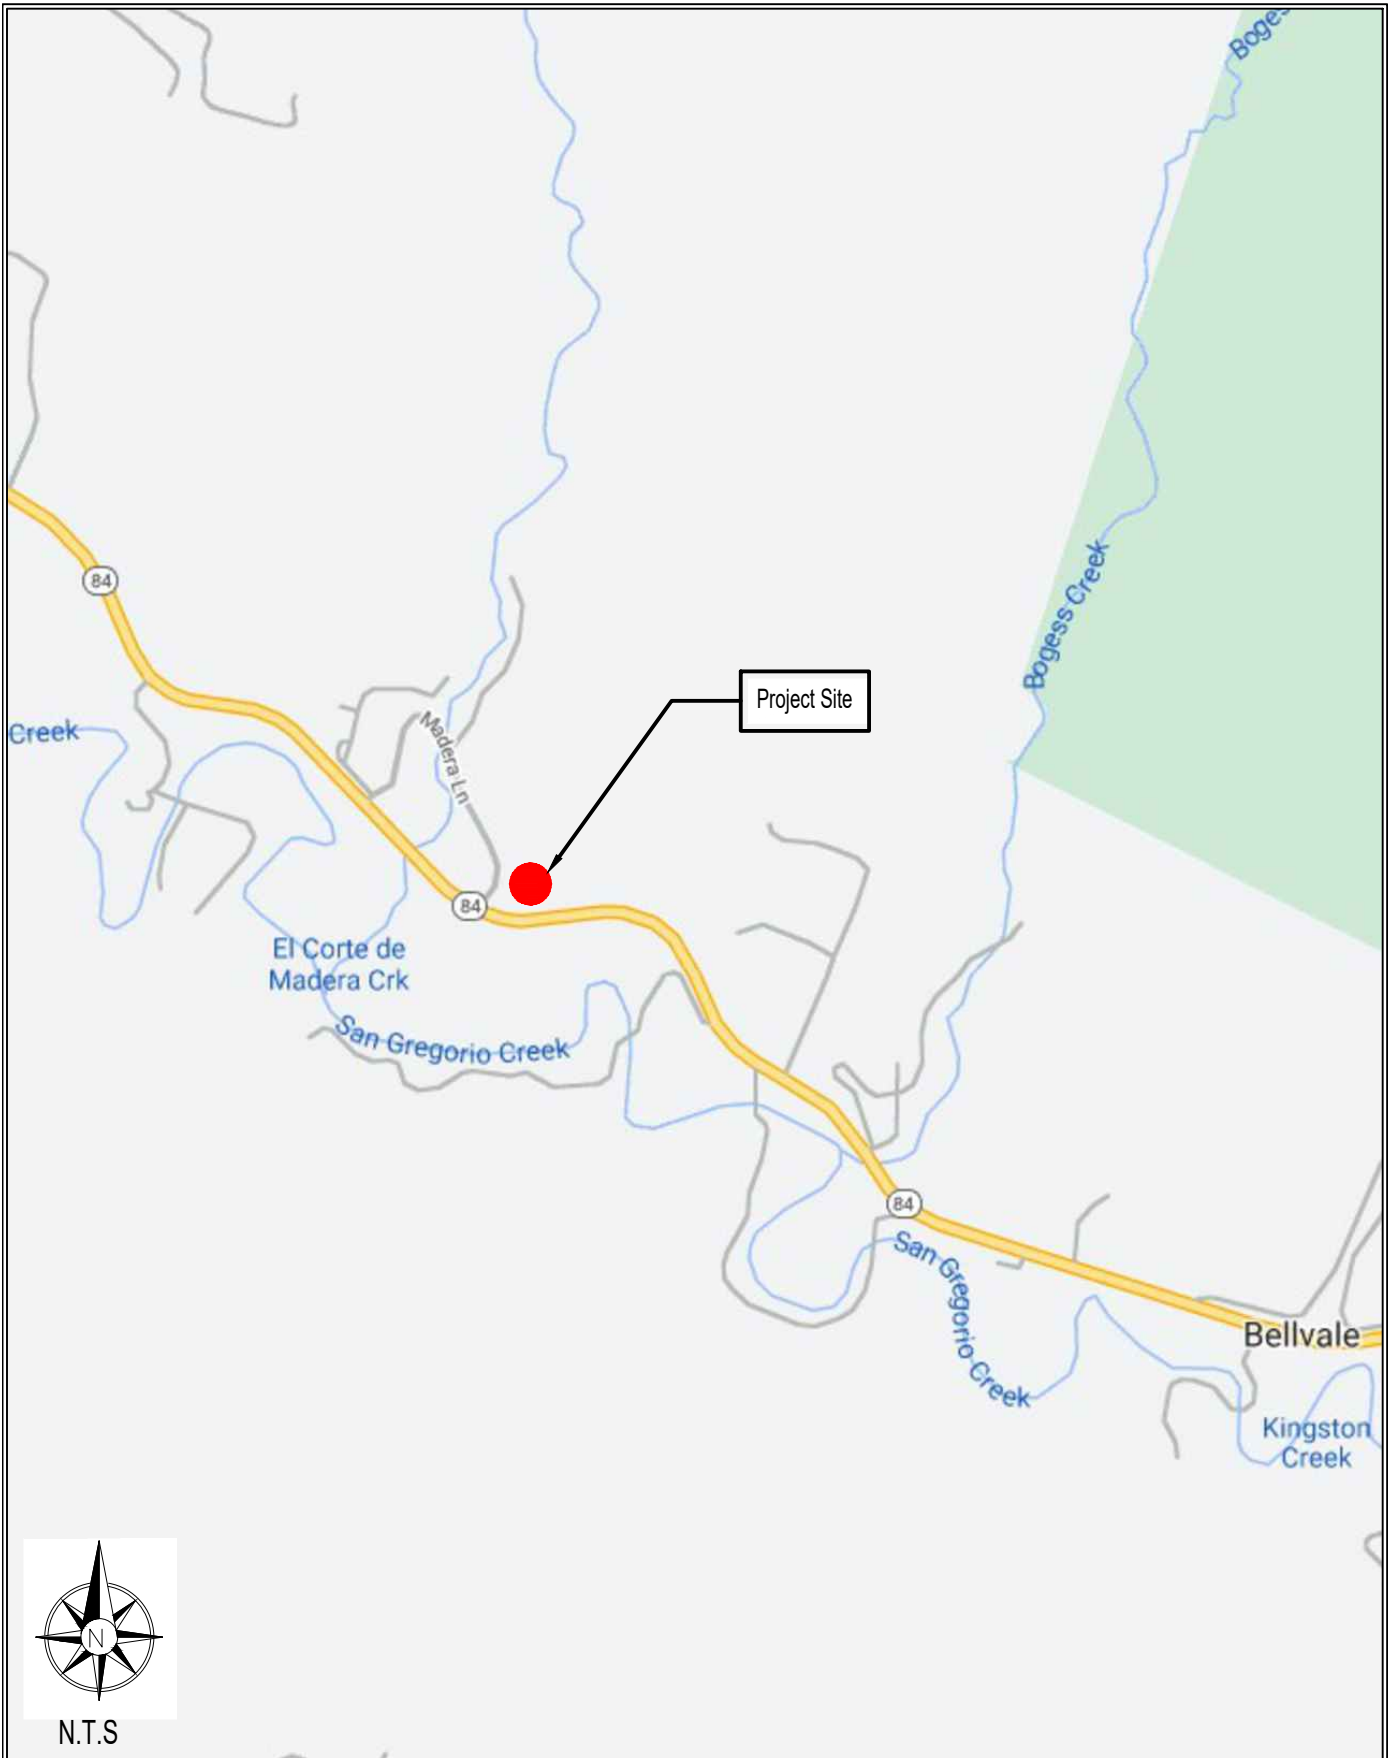 Boges
84
Bogess Creek
Project Site
Creek
Madera Ln
84
El Corte de
Madera Crk
San Gregorio Creek
84
San Gregorio Creek
Bellvale
Kingston
Creek
N
N.T.S